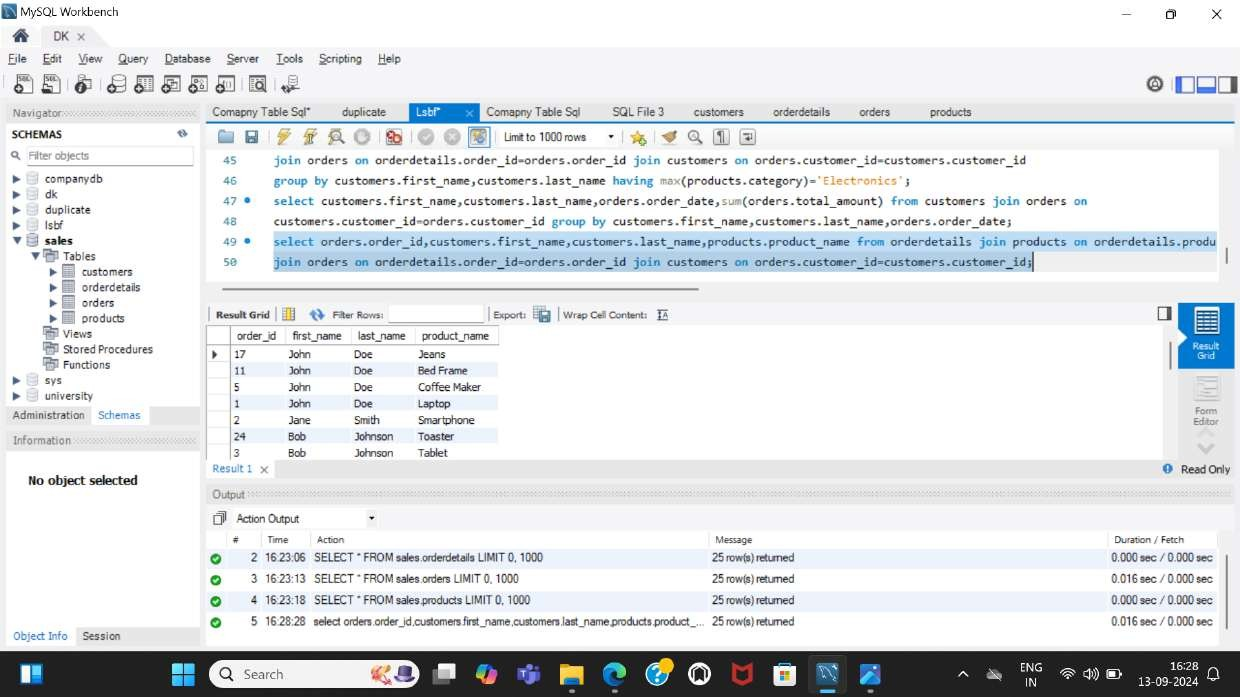 MySQL Workbench
DK
File Edit View Query Database Server Tools Scripting Help
Navigator
SCHEMAS
Filter objects
companydb
dk
duplicate
lsbf
sales
Tables
customers
orderdetails
orders
products
Views
Stored Procedures
Functions
sys
university
Administration Schemas
Information
No object selected
Object Info Session
Comapny Table Sql* duplicate Lsbf* Comapny Table Sql SQL File 3 customers orderdetails orders products
Limit to 1000 rows
45 join orders on orderdetails.order_id=orders.order_id join customers on orders.customer_id=customers.customer_id
46 group by customers.first_name,customers.last_name having max(products.category)='Electronics';
47 select customers.first_name,customers.last_name,orders.order_date,sum(orders.total_amount) from customers join orders on
48 customers.customer_id=orders.customer_id group by customers.first_name,customers.last_name,orders.order_date;
49 select orders.order_id,customers.first_name,customers.last_name,products.product_name from orderdetails join products on orderdetails.produ
50 join orders on orderdetails.order_id=orders.order_id join customers on orders.customer_id=customers.customer_id;
Result Grid Filter Rows: Export: Wrap Cell Content:
order_id first_name last_name product_name
17 John Doe Jeans
11 John Doe Bed Frame
5 John Doe Coffee Maker
1 John Doe Laptop
2 Jane Smith Smartphone
24 Bob Johnson Toaster
3 Bob Johnson Tablet
Result Grid
Form Editor
Result 1
Read Only
Output
Action Output
# Time Action Message Duration / Fetch
2 16:23:06 SELECT * FROM sales.orderdetails LIMIT 0, 1000 25 row(s) returned 0.000 sec / 0.000 sec
3 16:23:13 SELECT * FROM sales.orders LIMIT 0, 1000 25 row(s) returned 0.016 sec / 0.000 sec
4 16:23:18 SELECT * FROM sales.products LIMIT 0, 1000 25 row(s) returned 0.000 sec / 0.000 sec
5 16:28:28 select orders.order_id,customers.first_name,customers.last_name,products.product_... 25 row(s) returned 0.016 sec / 0.000 sec
Search
ENG
IN
16:28
13-09-2024